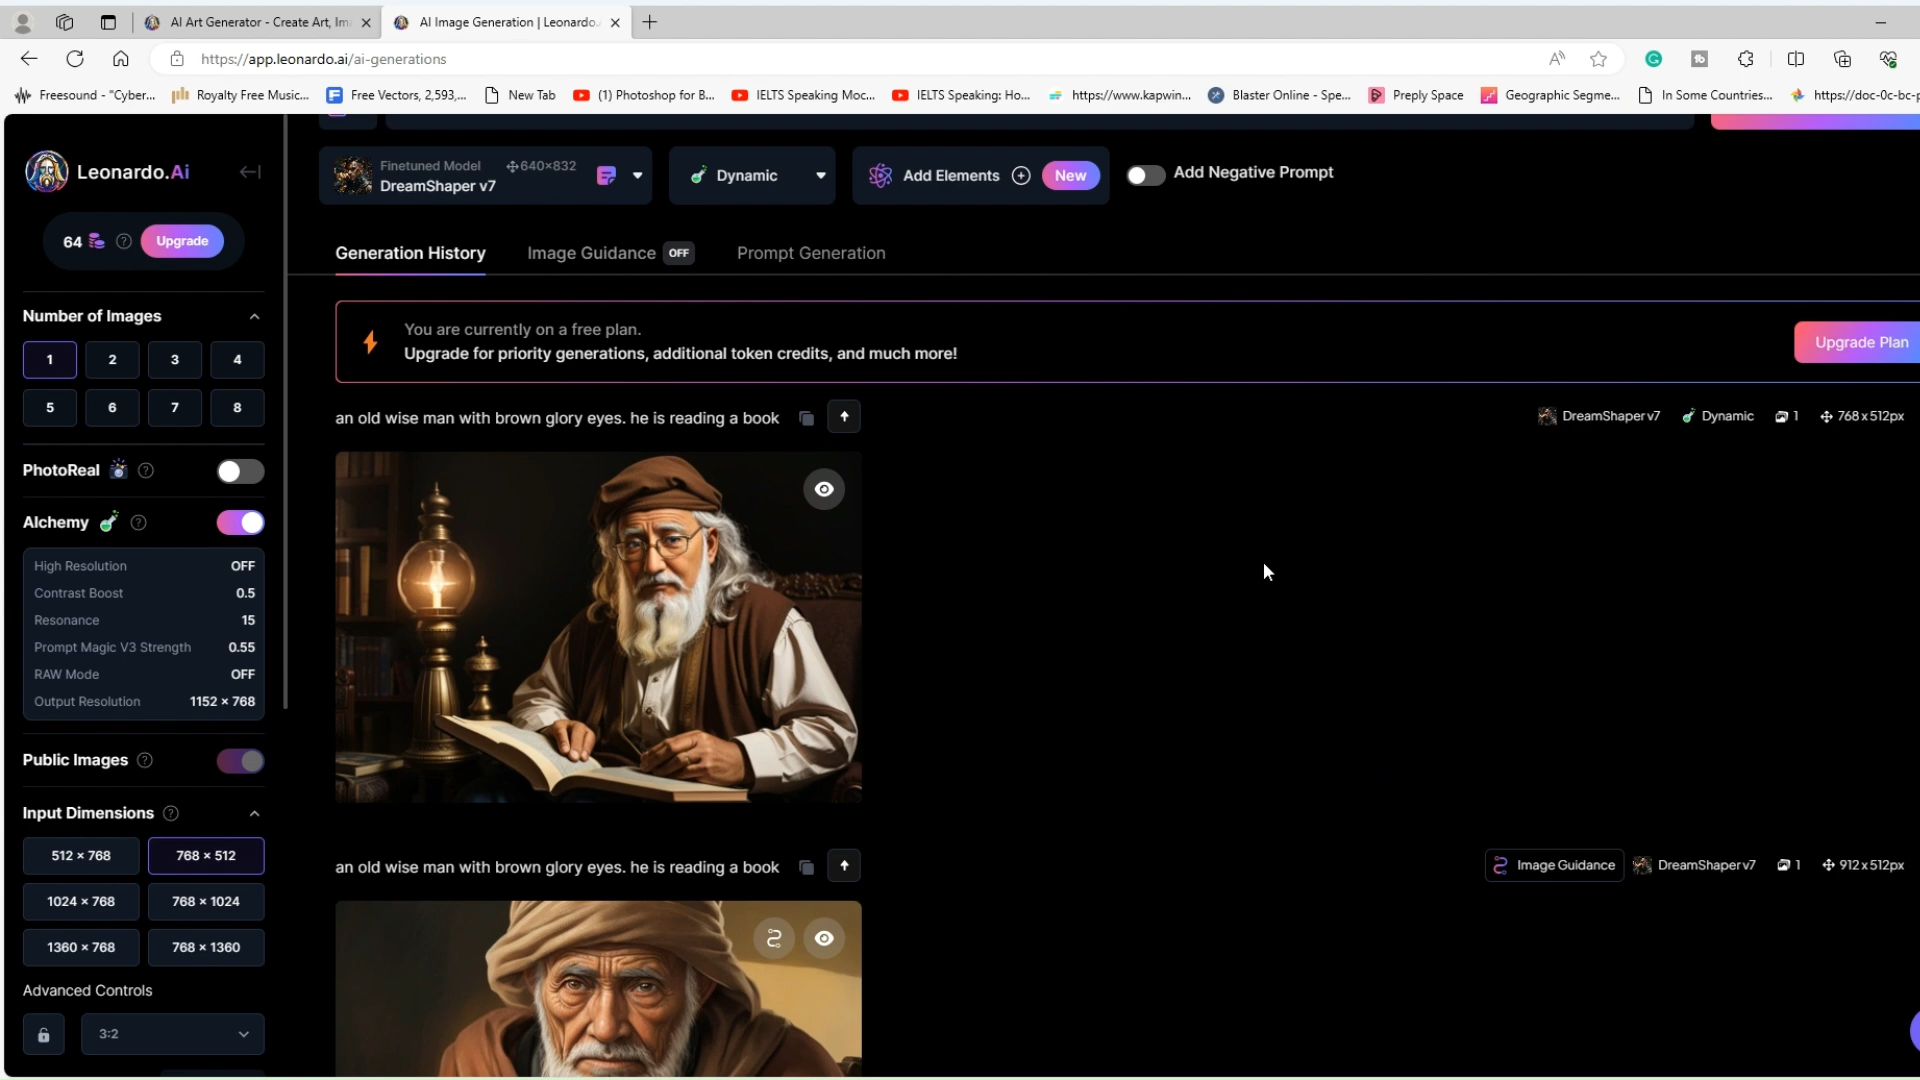 AI Art Generator - Create Art, Im
AI Image Generation | Leonardo.
https://app.leonardo.ai/ai-generations
Freesound - "Cyber...
Royalty Free Music...
Free Vectors, 2,593,...
New Tab
(1) Photoshop for B...
IELTS Speaking Moc...
IELTS Speaking: Ho...
https://www.kapwin...
Blaster Online - Spe...
Preply Space
Geographic Segme...
In Some Countries...
https://doc-0c-bc-p
Leonardo.Ai
64
Upgrade
Number of Images
1 2 3 4
5 6 7 8
PhotoReal
Alchemy
High Resolution OFF
Contrast Boost 0.5
Resonance 15
Prompt Magic V3 Strength 0.55
RAW Mode OFF
Output Resolution 1152 × 768
Public Images
Input Dimensions
512 × 768 768 × 512
1024 × 768 768 × 1024
1360 × 768 768 × 1360
Advanced Controls
3:2
Finetuned Model 640×832
DreamShaper v7
Dynamic
Add Elements
New
Add Negative Prompt
Generation History
Image Guidance OFF
Prompt Generation
You are currently on a free plan.
Upgrade for priority generations, additional token credits, and much more!
Upgrade Plan
an old wise man with brown glory eyes. he is reading a book
DreamShaper v7 Dynamic 1 768 x 512px
an old wise man with brown glory eyes. he is reading a book
Image Guidance DreamShaper v7 1 912 x 512px